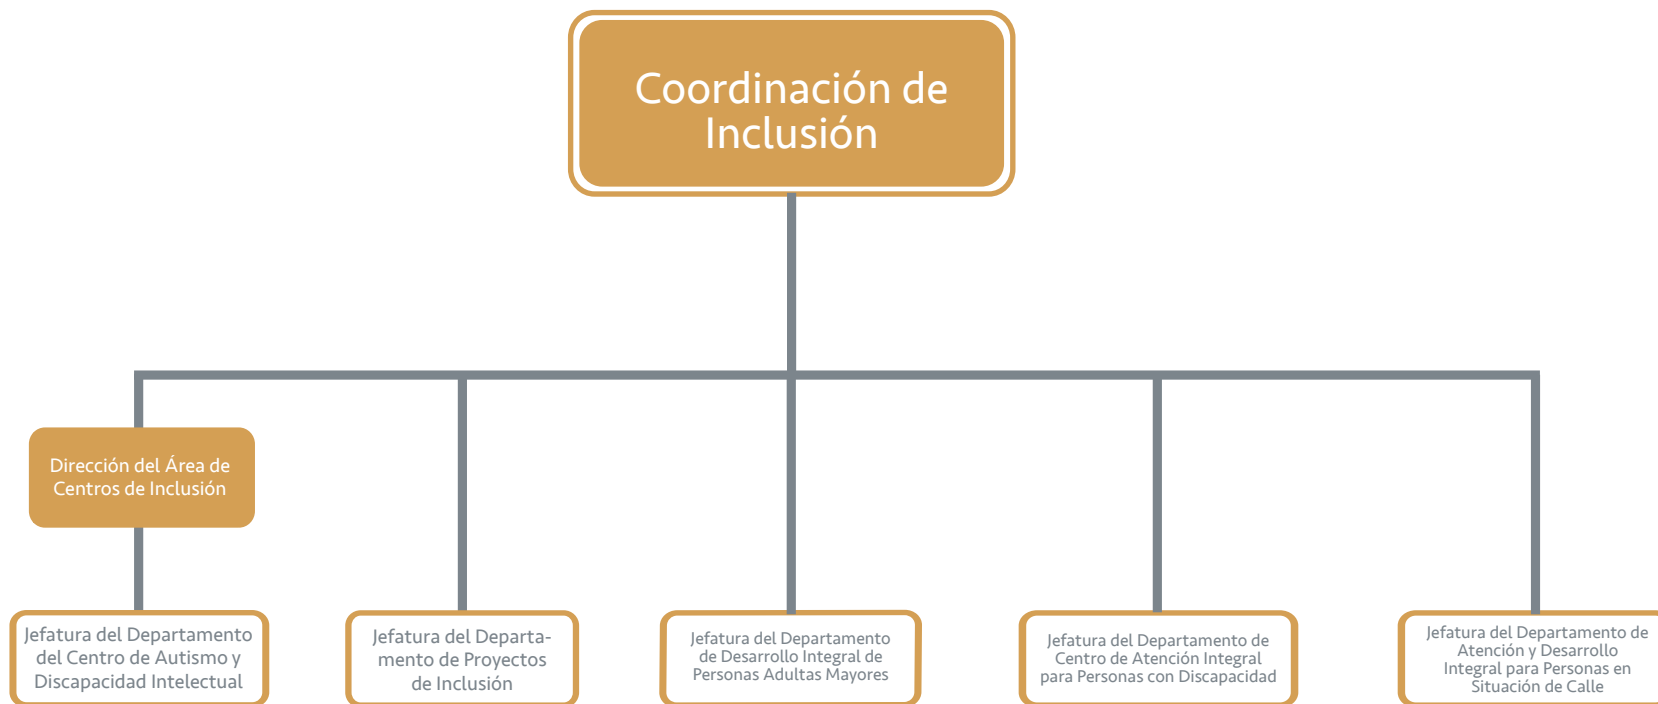 Coordinación de
Inclusión
Dirección del Área de
Centros de Inclusión
Jefatura del Departamento
del Centro de Autismo y
Discapacidad Intelectual
Jefatura del Departa-
mento de Proyectos
de Inclusión
Jefatura del Departamento
de Desarrollo Integral de
Personas Adultas Mayores
Jefatura del Departamento de
Centro de Atención Integral
para Personas con Discapacidad
Jefatura del Departamento de
Atención y Desarrollo
Integral para Personas en
Situación de Calle